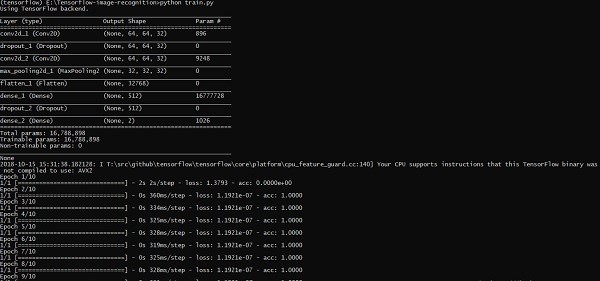 (tensorflow) E:\Tensorflow-image-recognition>python train.py
Using TensorFlow backend.
Layer (type) Output Shape Param #
conv2d_1 (Conv2D) (None, 64, 64, 32) 896
dropout_1 (Dropout) (None, 64, 64, 32) 0
conv2d_2 (Conv2D) (None, 64, 64, 32) 9248
max_pooling2d_1 (MaxPooling2 (None, 32, 32, 32) 0
flatten_1 (Flatten) (None, 32768) 0
dense_1 (Dense) (None, 512) 16777728
dropout_2 (Dropout) (None, 512) 0
dense_2 (Dense) (None, 2) 1026
Total params: 16,788,898
Trainable params: 16,788,898
Non-trainable params: 0
None
2018-10-15 15:31:38.182128: I T:\src\github\tensorflow\tensorflow\core\platform\cpu_feature_guard.cc:140] Your CPU supports instructions that this TensorFlow binary was
not compiled to use: AVX2
Epoch 1/10
1/1 [==============================] - 2s 2s/step - loss: 1.3793 - acc: 0.0000e+00
Epoch 2/10
1/1 [==============================] - 0s 360ms/step - loss: 1.1921e-07 - acc: 1.0000
Epoch 3/10
1/1 [==============================] - 0s 334ms/step - loss: 1.1921e-07 - acc: 1.0000
Epoch 4/10
1/1 [==============================] - 0s 325ms/step - loss: 1.1921e-07 - acc: 1.0000
Epoch 5/10
1/1 [==============================] - 0s 328ms/step - loss: 1.1921e-07 - acc: 1.0000
Epoch 6/10
1/1 [==============================] - 0s 319ms/step - loss: 1.1921e-07 - acc: 1.0000
Epoch 7/10
1/1 [==============================] - 0s 325ms/step - loss: 1.1921e-07 - acc: 1.0000
Epoch 8/10
1/1 [==============================] - 0s 328ms/step - loss: 1.1921e-07 - acc: 1.0000
Epoch 9/10